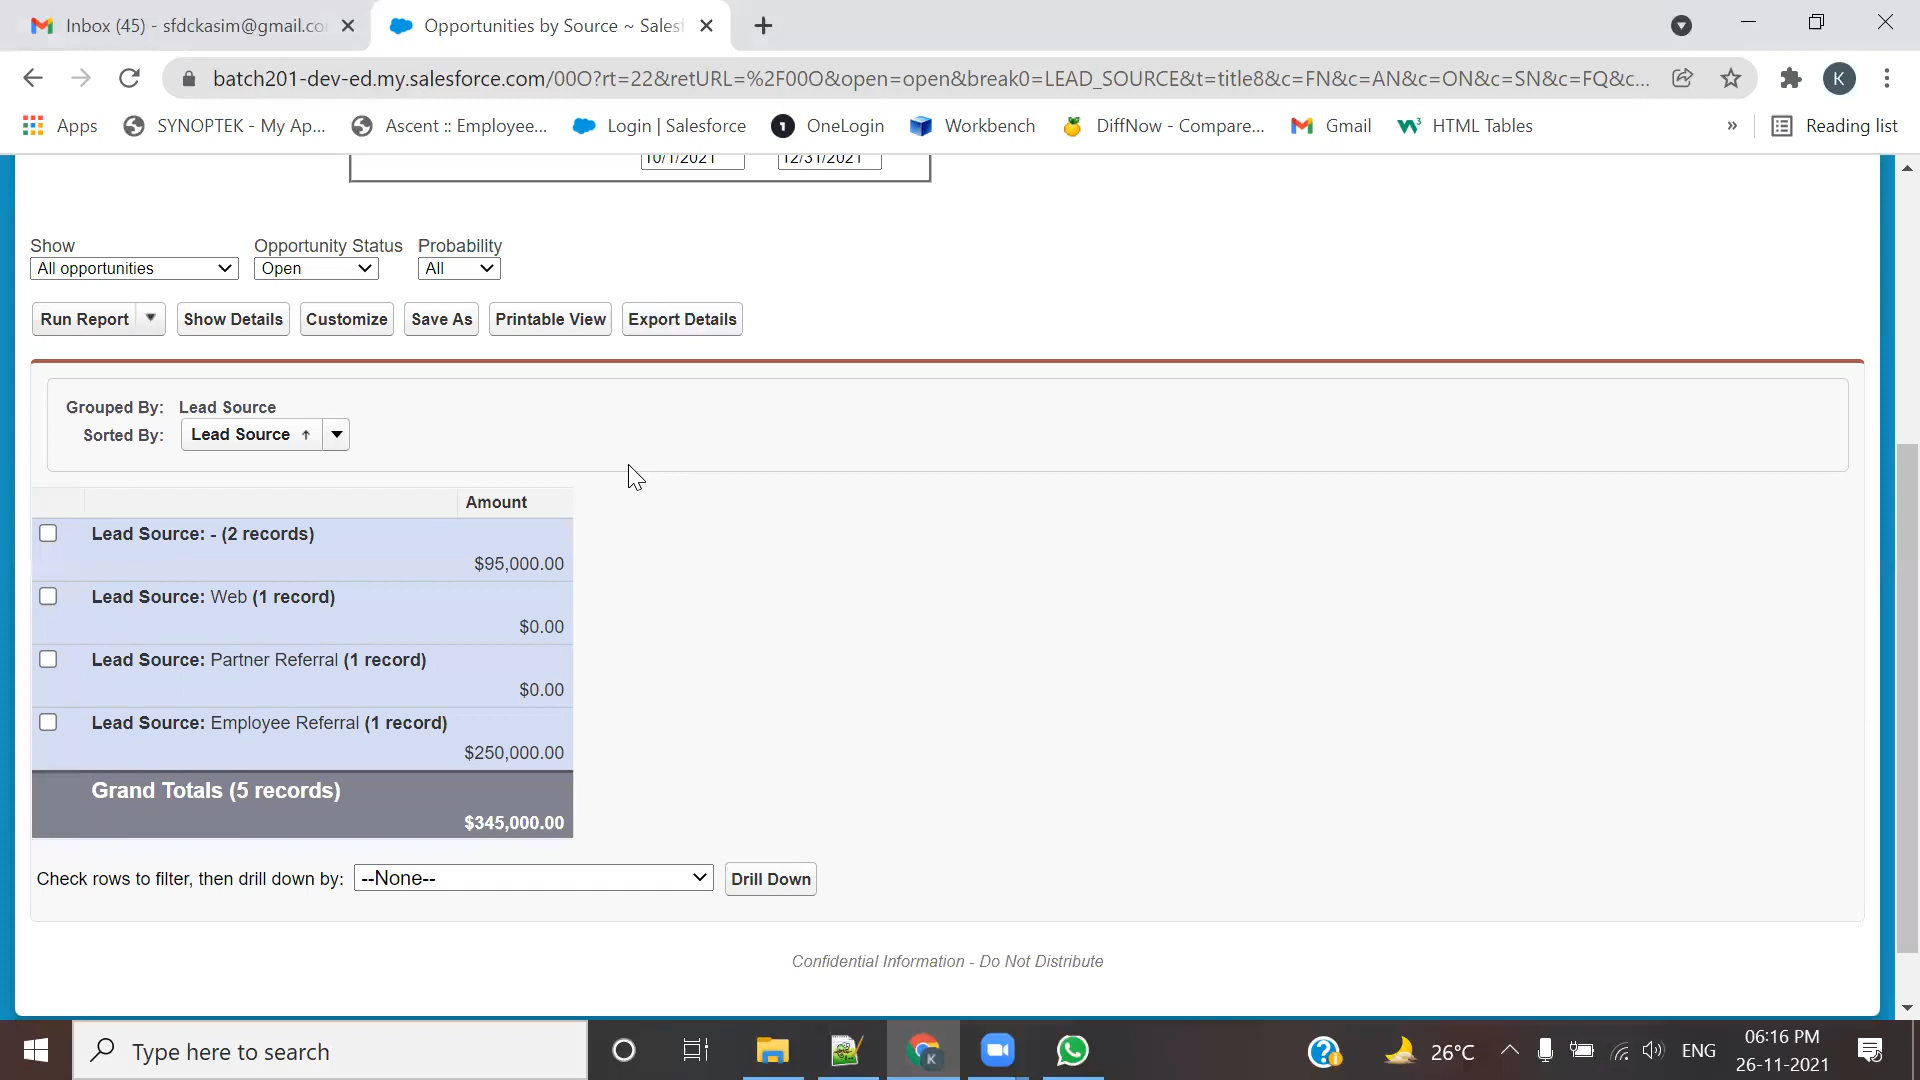 Inbox (45) - sfdckasim@gmail.co
Opportunities by Source ~ Sales
batch201-dev-ed.my.salesforce.com/00O?rt=22&retURL=%2F00O&open=open&break0=LEAD_SOURCE&t=title8&c=FN&c=AN&c=ON&c=SN&c=FQ&c...
K
Apps
SYNOPTEK - My Ap...
Ascent :: Employee...
Login | Salesforce
OneLogin
Workbench
DiffNow - Compare...
Gmail
HTML Tables
»
Reading list
10/1/2021
12/31/2021
Show
Opportunity Status
Probability
All opportunities
Open
All
Run Report
Show Details
Customize
Save As
Printable View
Export Details
Grouped By: Lead Source
Sorted By: Lead Source ↑
Amount
Lead Source: - (2 records)
$95,000.00
Lead Source: Web (1 record)
$0.00
Lead Source: Partner Referral (1 record)
$0.00
Lead Source: Employee Referral (1 record)
$250,000.00
Grand Totals (5 records)
$345,000.00
Check rows to filter, then drill down by: --None-- Drill Down
Confidential Information - Do Not Distribute
Type here to search
26°C
ENG
06:16 PM
26-11-2021